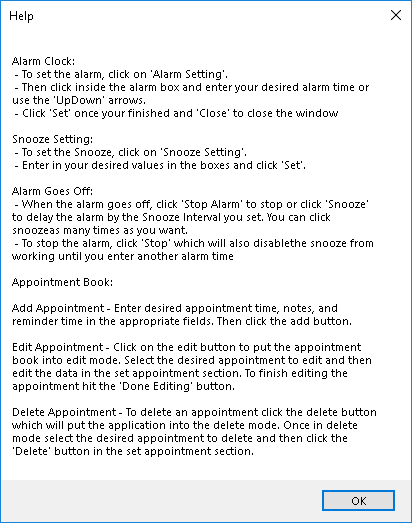 Help
Alarm Clock:
- To set the alarm, click on 'Alarm Setting'.
- Then click inside the alarm box and enter your desired alarm time or
use the 'UpDown' arrows.
- Click 'Set' once your finished and 'Close' to close the window
Snooze Setting:
- To set the Snooze, click on 'Snooze Setting'.
- Enter in your desired values in the boxes and click 'Set'.
Alarm Goes Off:
- When the alarm goes off, click 'Stop Alarm' to stop or click 'Snooze'
to delay the alarm by the Snooze Interval you set. You can click
snoozeas many times as you want.
- To stop the alarm, click 'Stop' which will also disablethe snooze from
working until you enter another alarm time
Appointment Book:
Add Appointment - Enter desired appointment time, notes, and
reminder time in the appropriate fields. Then click the add button.
Edit Appointment - Click on the edit button to put the appointment
book into edit mode. Select the desired appointment to edit and then
edit the data in the set appointment section. To finish editing the
appointment hit the 'Done Editing' button.
Delete Appointment - To delete an appointment click the delete button
which will put the application into the delete mode. Once in delete
mode select the desired appointment to delete and then click the
'Delete' button in the set appointment section.
OK